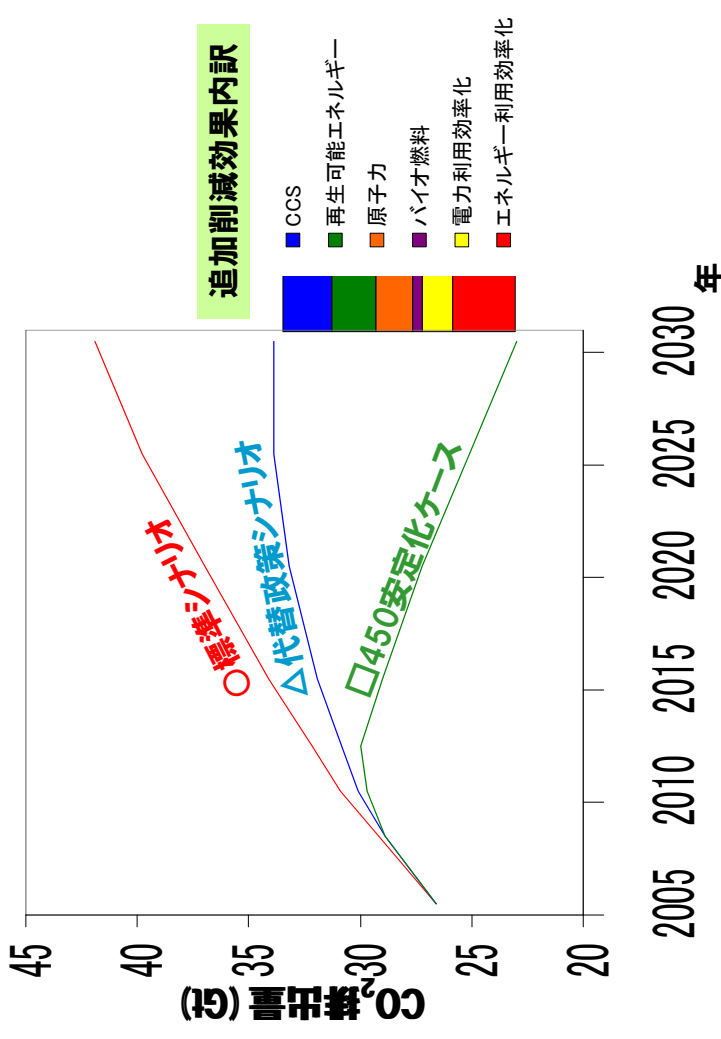 追加削減効果内訳
CCS
再生可能エネルギー
原子力
バイオ燃料
電力利用効率化
エネルギー利用効率化
○標準シナリオ
△代替政策シナリオ
□450安定化ケース
CO2排出量(Gt)
45
40
35
30
25
20
2005
2010
2015
2020
2025
2030
年